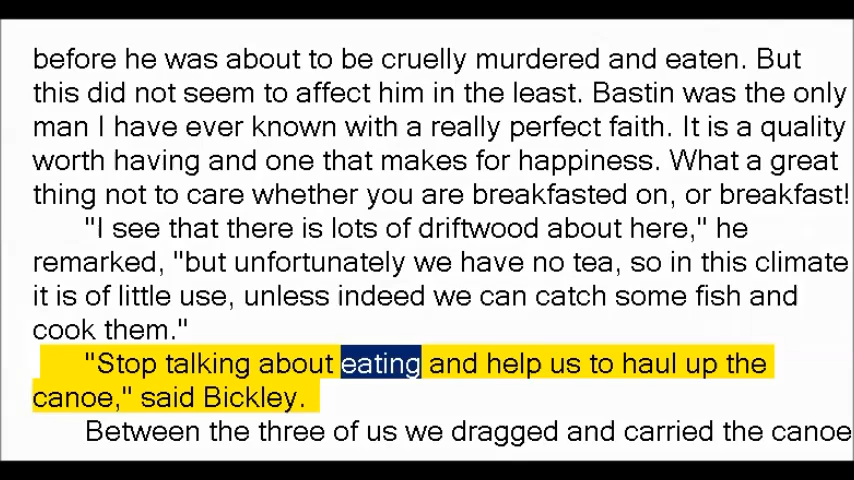 before he was about to be cruelly murdered and eaten. But
this did not seem to affect him in the least. Bastin was the only
man I have ever known with a really perfect faith. It is a quality
worth having and one that makes for happiness. What a great
thing not to care whether you are breakfasted on, or breakfast!
"I see that there is lots of driftwood about here," he
remarked, "but unfortunately we have no tea, so in this climate
it is of little use, unless indeed we can catch some fish and
cook them."
"Stop talking about eating and help us to haul up the
canoe," said Bickley.
Between the three of us we dragged and carried the canoe